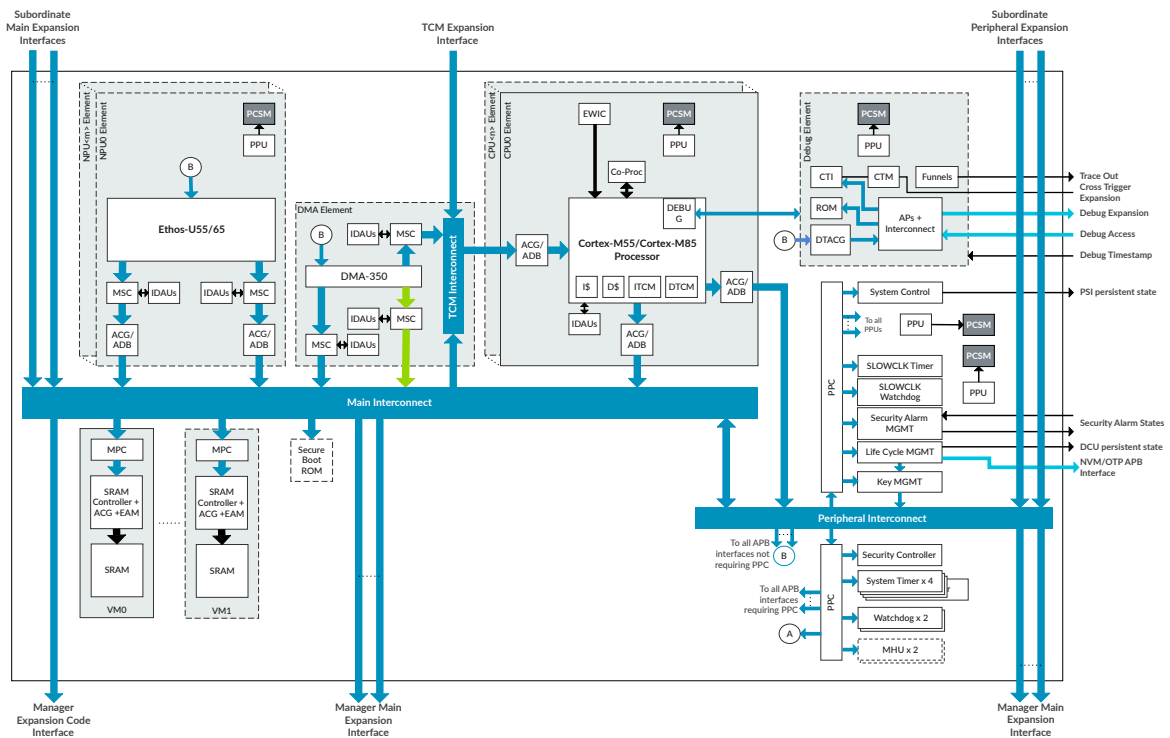 Subordinate
Main Expansion
Interfaces
TCM Expansion
Interface
Subordinate
Peripheral Expansion
Interfaces
NPU<m> Element
NPU0 Element
PCSM
PPU
B
Ethos-U55/65
MSC
IDAUs
IDAUs
MSC
ACG/
ADB
ACG/
ADB
DMA Element
B
IDAUs
MSC
DMA-350
IDAUs
MSC
MSC
IDAUs
TCM Interconnect
CPU<n> Element
CPU0 Element
EWIC
PCSM
PPU
Co-Proc
DEBU
G
Cortex-M55/Cortex-M85
Processor
ACG/
ADB
I$
D$
ITCM
DTCM
IDAUs
ACG/
ADB
ACG/
ADB
Debug Element
PCSM
PPU
CTI
CTM
Funnels
ROM
APs +
Interconnect
B
DTACG
Trace Out
Cross Trigger
Expansion
Debug Expansion
Debug Access
Debug Timestamp
System Control
PSI persistent state
To all
PPUs
PPU
PCSM
PCSM
PPU
PPC
SLOWCLK Timer
SLOWCLK
Watchdog
Security Alarm
MGMT
Security Alarm States
Life Cycle MGMT
DCU persistent state
NVM/OTP APB
Interface
Key MGMT
Main Interconnect
MPC
SRAM
Controller +
ACG +EAM
SRAM
VM0
MPC
SRAM
Controller +
ACG +EAM
SRAM
VM1
Secure
Boot
ROM
Peripheral Interconnect
To all APB
interfaces not
requiring PPC
B
To all APB
interfaces
requiring PPC
A
PPC
Security Controller
System Timer x 4
r
Watchdog x 2
MHU x 2
Manager
Expansion Code
Interface
Manager Main
Expansion
Interface
Manager Main
Expansion
Interface